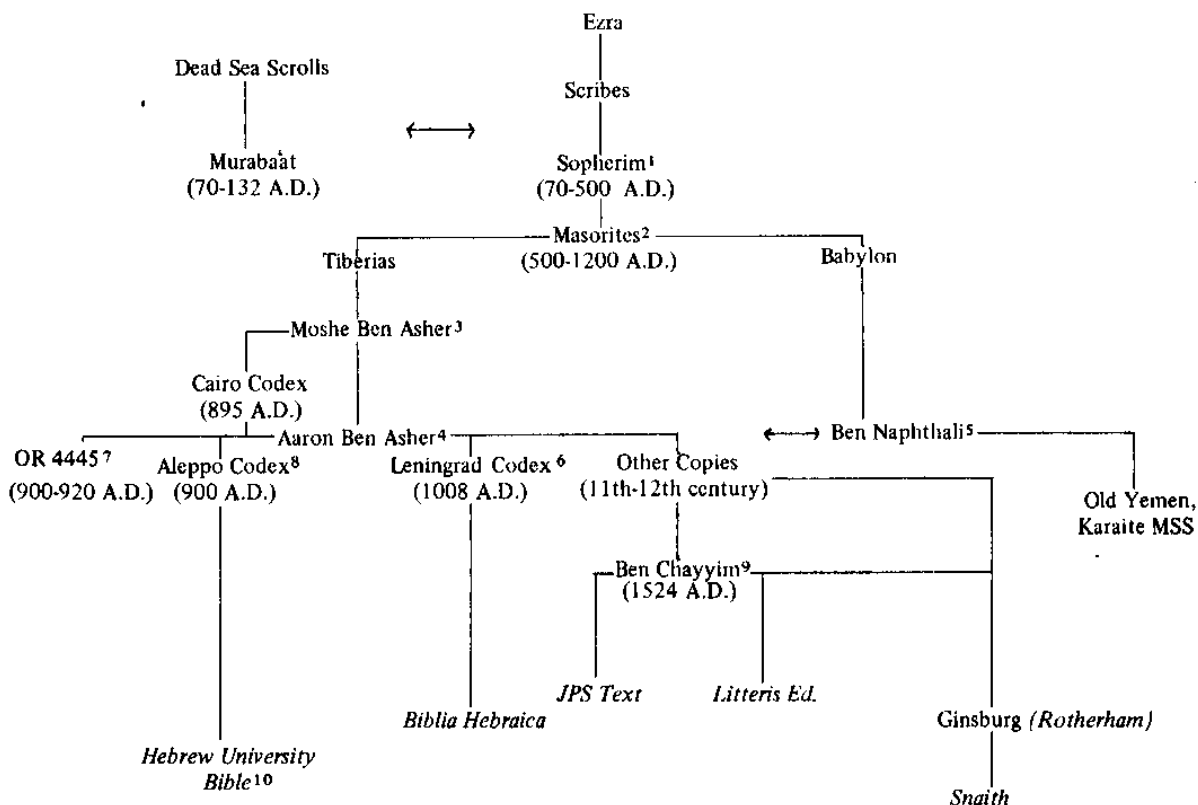 Ezra
Dead Sea Scrolls
Scribes
Murabaát
(70-132 A.D.)
Sopherim¹
(70-500 A.D.)
Masorites²
(500-1200 A.D.)
Tiberias
Babylon
Moshe Ben Asher³
Cairo Codex
(895 A.D.)
Aaron Ben Asher⁴
Ben Naphthali⁵
OR 4445⁷
(900-920 A.D.)
Aleppo Codex⁸
(900 A.D.)
Leningrad Codex⁶
(1008 A.D.)
Other Copies
(11th-12th century)
Old Yemen,
Karaite MSS
Ben Chayyim⁹
(1524 A.D.)
JPS Text
Litteris Ed.
Biblia Hebraica
Ginsburg (Rotherham)
Hebrew University
Bible¹⁰
Snaith